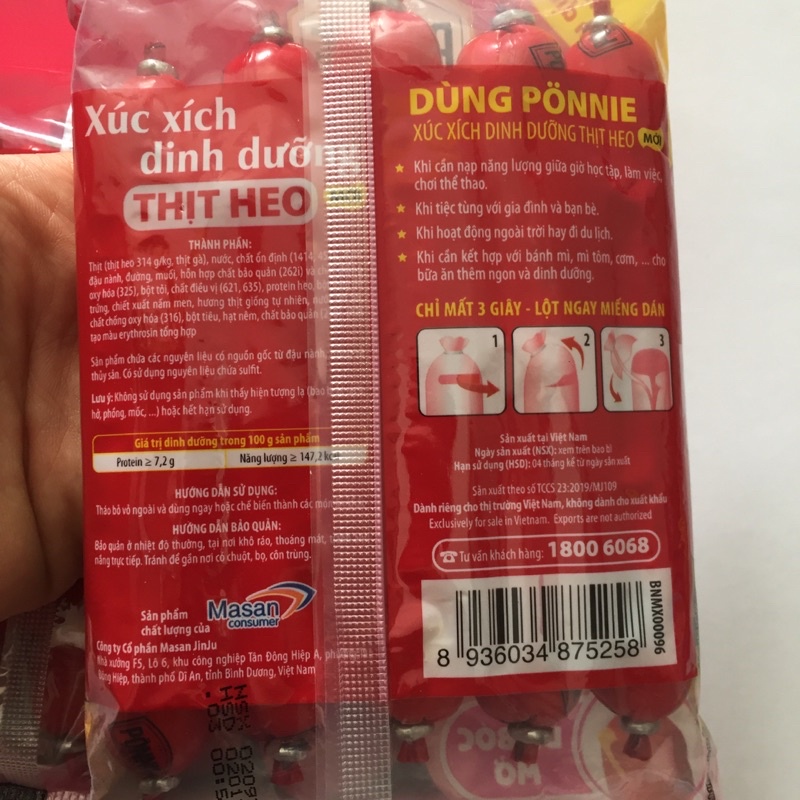 Xúc xích
dinh dưỡng
THỊT HEO
THÀNH PHẦN:
Thịt (thịt heo 314 g/kg, thịt gà), nước, chất ổn định (1414, 
đậu nành, đường, muối, hỗn hợp chất bảo quản (262i) và
oxy hóa (325), bột tỏi, chất điều vị (621, 635), protein heo,
trứng, chiết xuất nấm men, hương thịt giống tự nhiên,
chất chống oxy hóa (316), bột tiêu, hạt nêm, chất bảo quản
tạo màu erythrosin tổng hợp
Sản phẩm chứa các nguyên liệu có nguồn gốc từ đậu nành,
thủy sản. Có sử dụng nguyên liệu chứa sulfit.
Lưu ý: Không sử dụng sản phẩm khi thấy hiện tượng lạ (bao
hở, phồng, mốc, ...) hoặc hết hạn sử dụng.
Giá trị dinh dưỡng trong 100 g sản phẩm
Protein ≥ 7,2 g Năng lượng ≥ 147,2 kcal
HƯỚNG DẪN SỬ DỤNG:
Tháo bỏ vỏ ngoài và dùng ngay hoặc chế biến thành các món
HƯỚNG DẪN BẢO QUẢN:
Bảo quản ở nhiệt độ thường, tại nơi khô ráo, thoáng mát,
nắng trực tiếp. Tránh để gần nơi có chuột, bọ, côn trùng.
Sản phẩm
chất lượng của
Masan
consumer
Công ty Cổ phần Masan JinJu
Nhà xưởng F5, Lô 6, khu công nghiệp Tân Đông Hiệp A,
Đông Hiệp, thành phố Dĩ An, tỉnh Bình Dương, Việt Nam
NSX
HSD
DÙNG PÖNNIE
XÚC XÍCH DINH DƯỠNG THỊT HEO MỚI
Khi cần nạp năng lượng giữa giờ học tập, làm việc,
chơi thể thao.
Khi tiệc tùng với gia đình và bạn bè.
Khi hoạt động ngoài trời hay đi du lịch.
Khi cần kết hợp với bánh mì, mì tôm, cơm, ... cho
bữa ăn thêm ngon và dinh dưỡng.
CHỈ MẤT 3 GIÂY - LỘT NGAY MIẾNG DÁN
1 2 3
Sản xuất tại Việt Nam
Ngày sản xuất (NSX): xem trên bao bì
Hạn sử dụng (HSD): 04 tháng kể từ ngày sản xuất
Sản xuất theo số TCCS 23:2019/MJ109
Dành riêng cho thị trường Việt Nam, không dành cho xuất khẩu
Exclusively for sale in Vietnam. Exports are not authorized
Tư vấn khách hàng: 1800 6068
8 936034 875258
BNMX00096